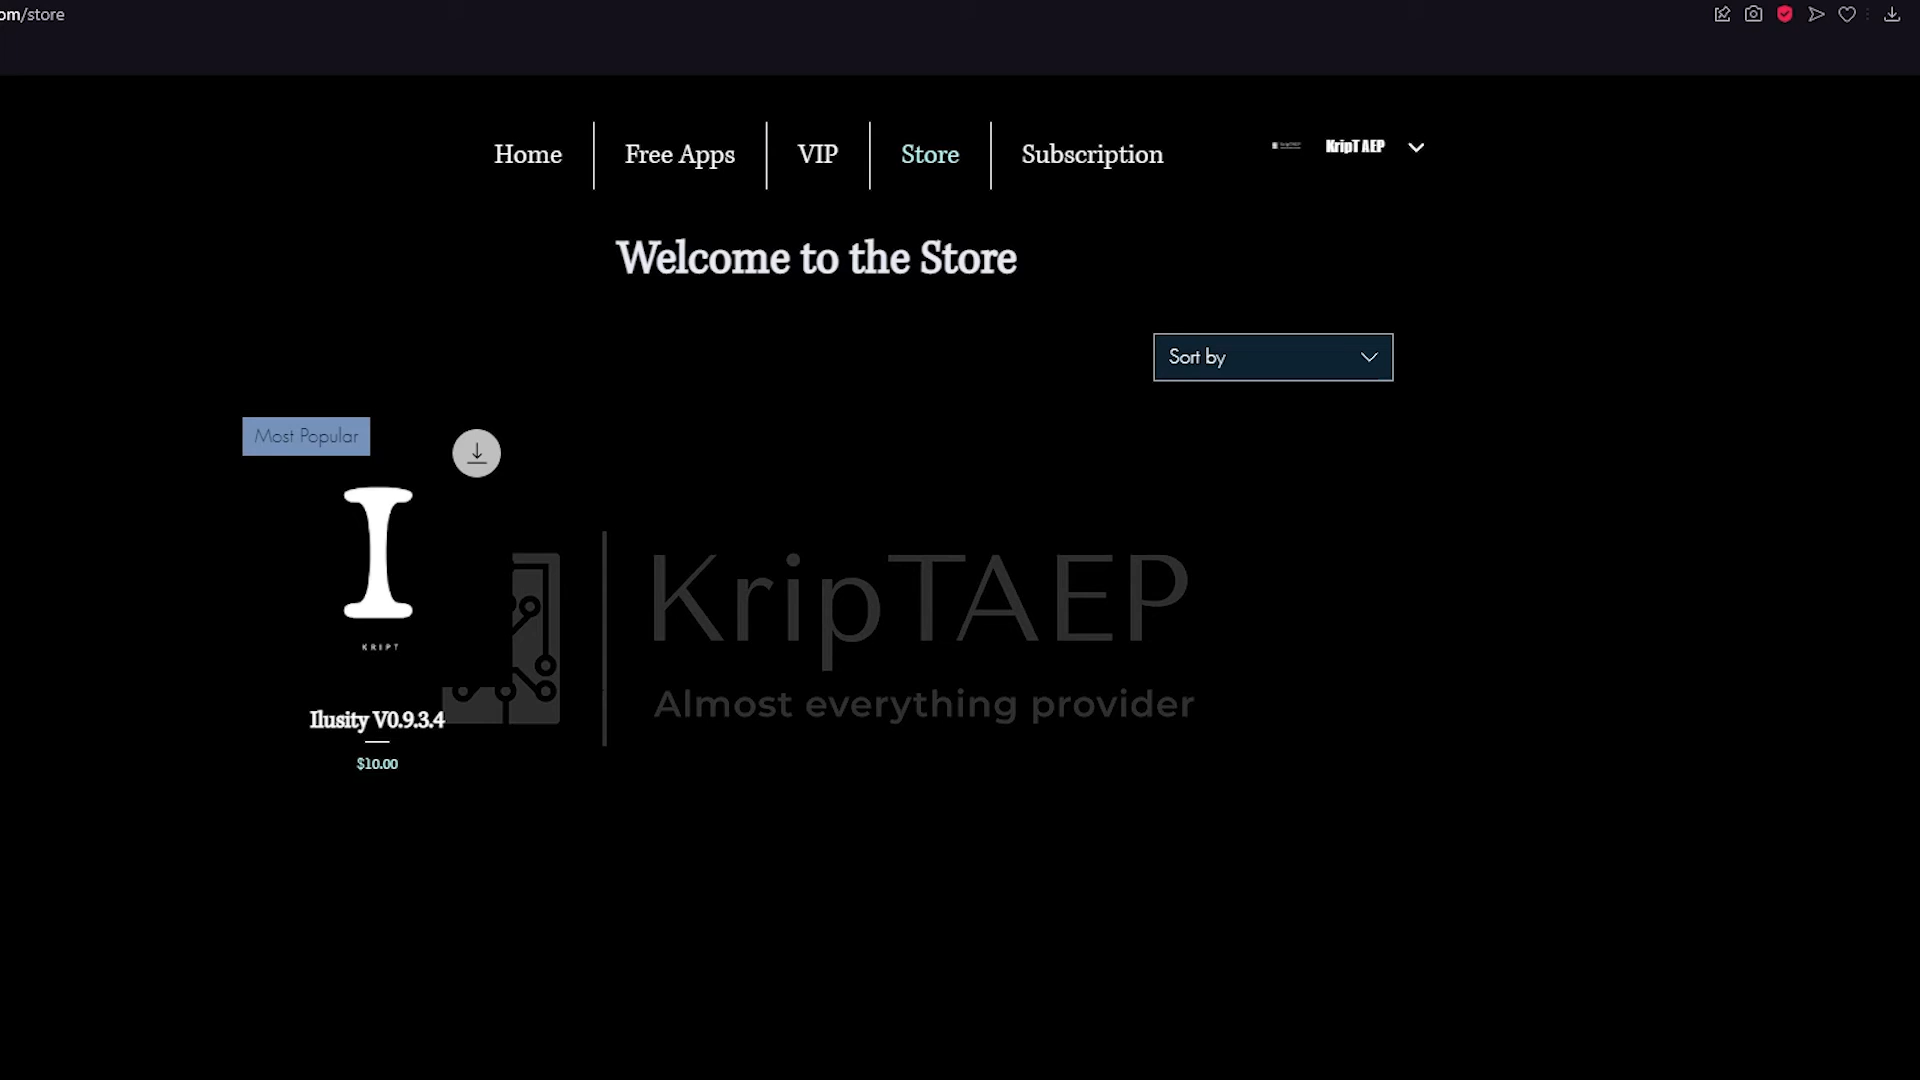 om/store
Home
Free Apps
VIP
Store
Subscription
KripT AEP
Welcome to the Store
Sort by
Most Popular
I
KRIPT
KripTAEP
Almost everything provider
Ilusity V0.9.3.4
$10.00